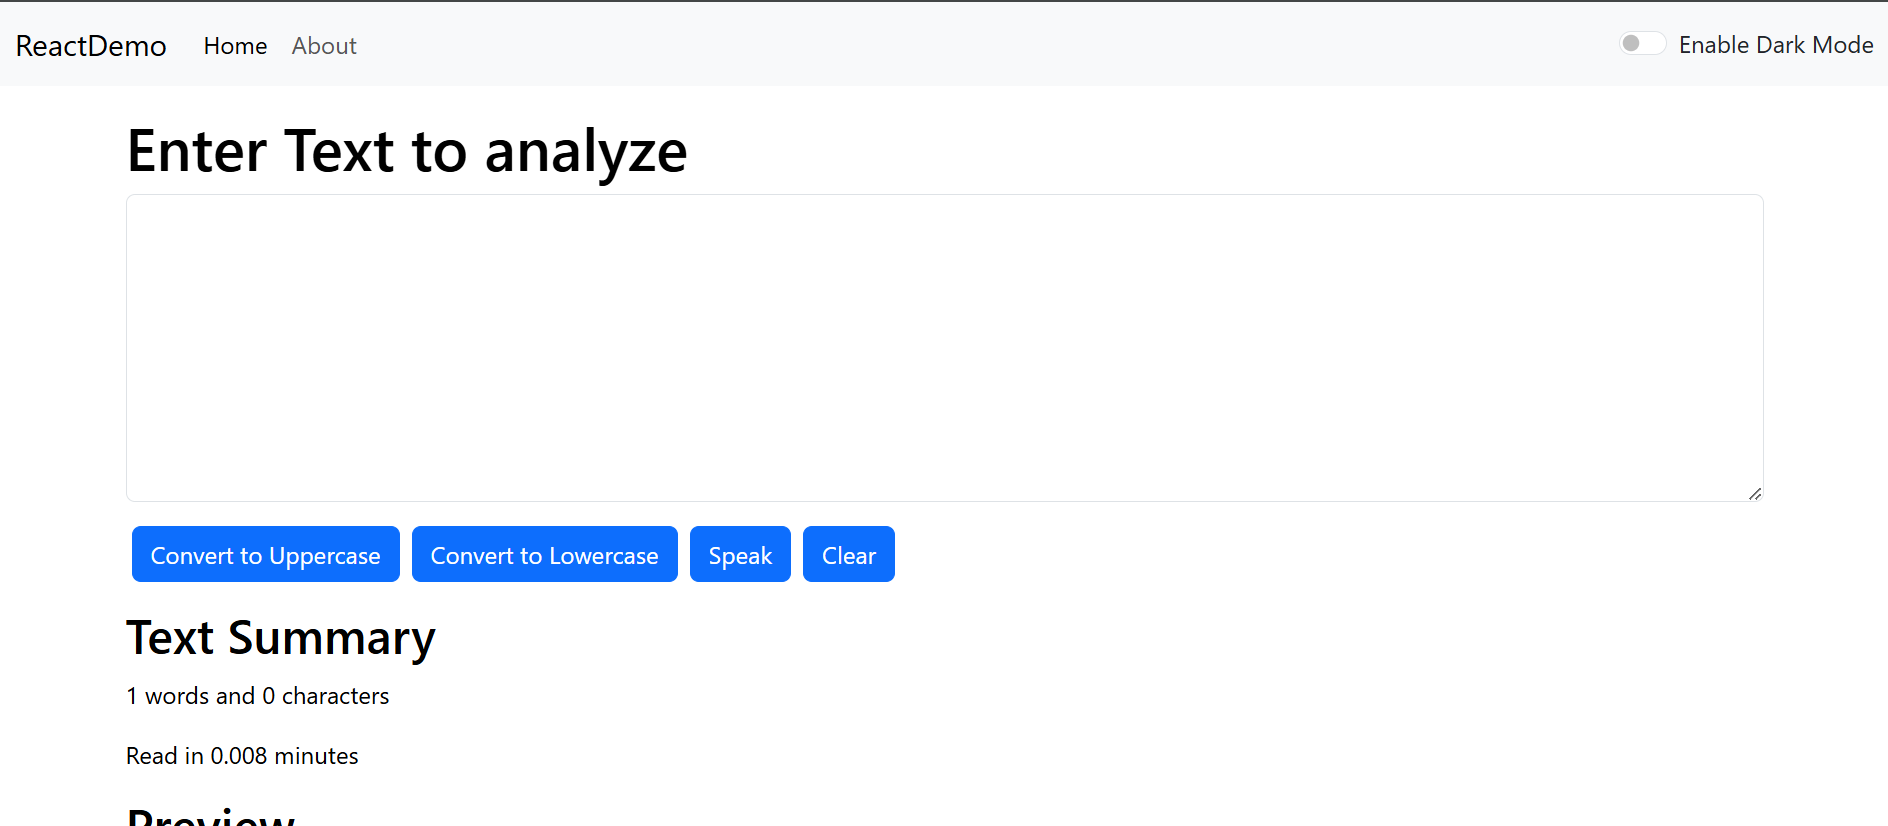 ReactDemo Home About Enable Dark Mode
Enter Text to analyze
Convert to Uppercase Convert to Lowercase Speak Clear
Text Summary
1 words and 0 characters
Read in 0.008 minutes
Preview